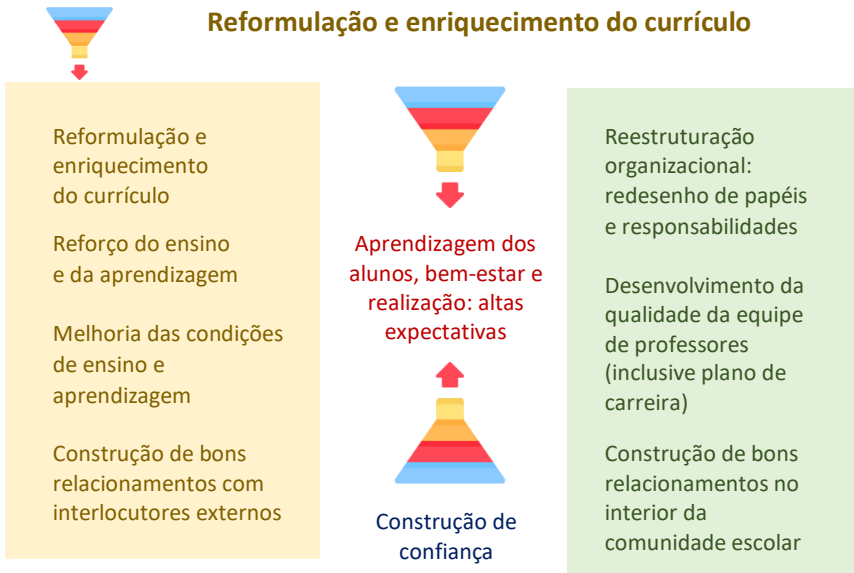 Reformulação e enriquecimento do currículo
Reformulação e
enriquecimento
do currículo
Reforço do ensino
e da aprendizagem
Melhoria das condições
de ensino e
aprendizagem
Construção de bons
relacionamentos com
interlocutores externos
Aprendizagem dos
alunos, bem-estar e
realização: altas
expectativas
Construção de
confiança
Reestruturação
organizacional:
redesenho de papéis
e responsabilidades
Desenvolvimento da
qualidade da equipe
de professores
(inclusive plano de
carreira)
Construção de bons
relacionamentos no
interior da
comunidade escolar